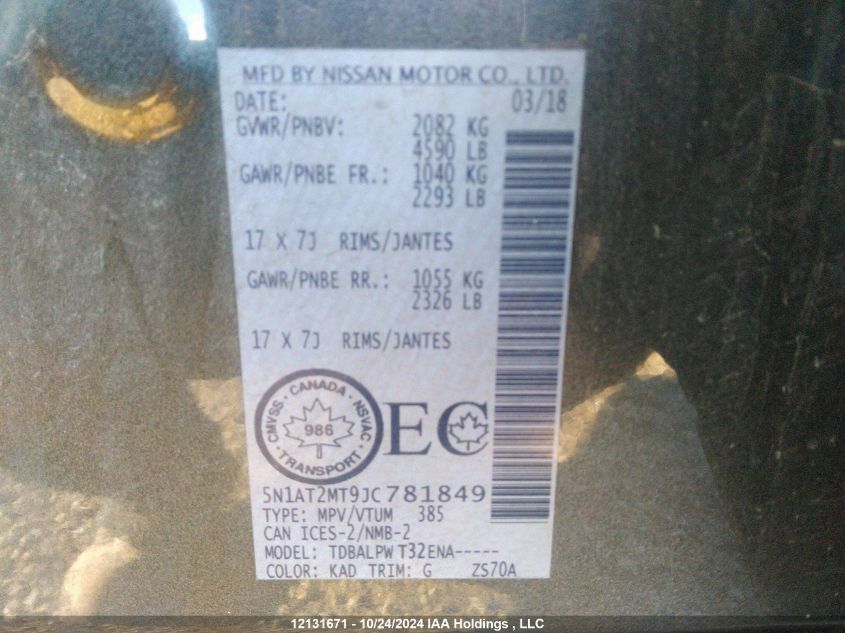 MFD BY NISSAN MOTOR CO., LTD.
DATE: 03/18
GVWR/PNBV: 2082 KG
4590 LB
GAWR/PNBE FR.: 1040 KG
2293 LB
17 X 7J RIMS/JANTES
GAWR/PNBE RR.: 1055 KG
2326 LB
17 X 7J RIMS/JANTES
CMVSS · CANADA · NSVAC · TRANSPORT ·
986
EC
5N1AT2MT9JC781849
TYPE: MPV/VTUM 385
CAN ICES-2/NMB-2
MODEL: TDBALPW T32ENA-----
COLOR: KAD TRIM: G ZS70A
12131671 - 10/24/2024 IAA Holdings , LLC